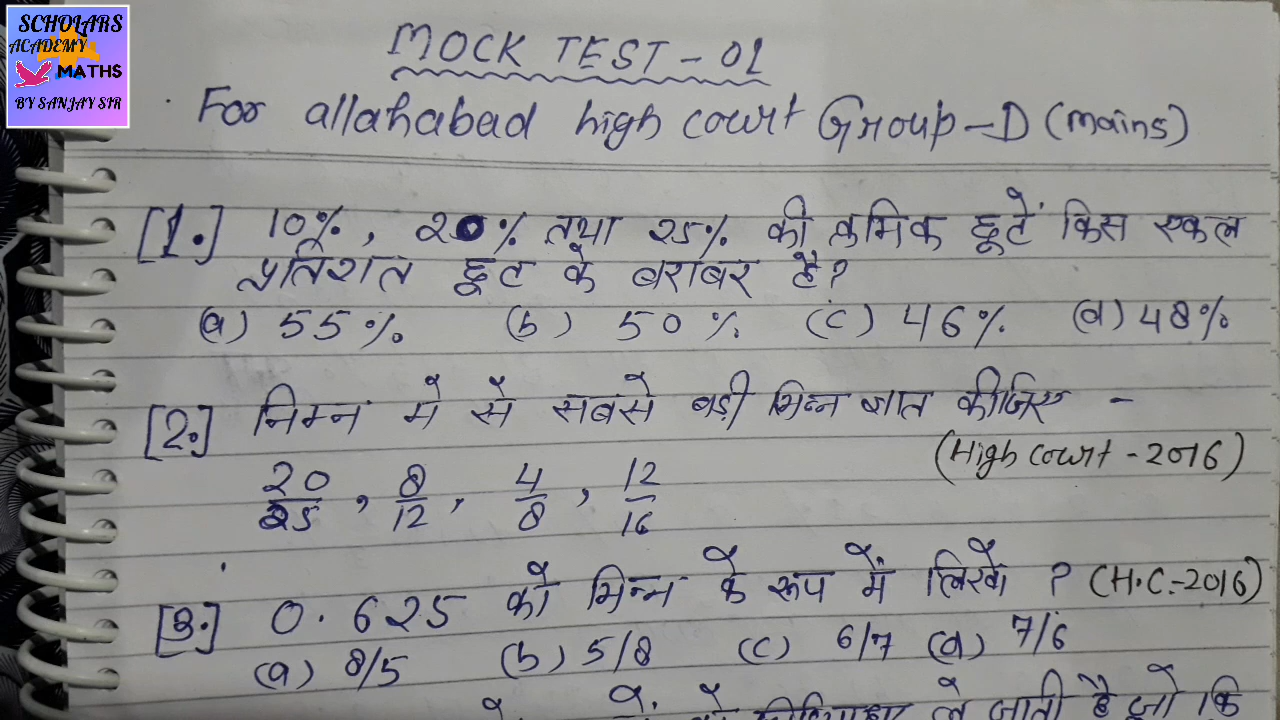 SCHOLARS
ACADEMY
MATHS
BY SANJAY SIR
MOCK TEST - 01
For allahabad high court Group-D (mains)
[1.] 10%, 20% तथा 25% की क्रमिक छूटें किस एकल
प्रतिशत छूट के बराबर है?
(a) 55% (b) 50% (c) 46% (d) 48%
[2.] निम्न में से सबसे बड़ी भिन्न ज्ञात कीजिए -
(High court - 2016)
20/25, 8/12, 4/8, 12/16
[3.] 0.625 को भिन्न के रूप में लिखें? (H.C.-2016)
(a) 8/5 (b) 5/8 (c) 6/7 (d) 7/6
ले जाती है जो कि